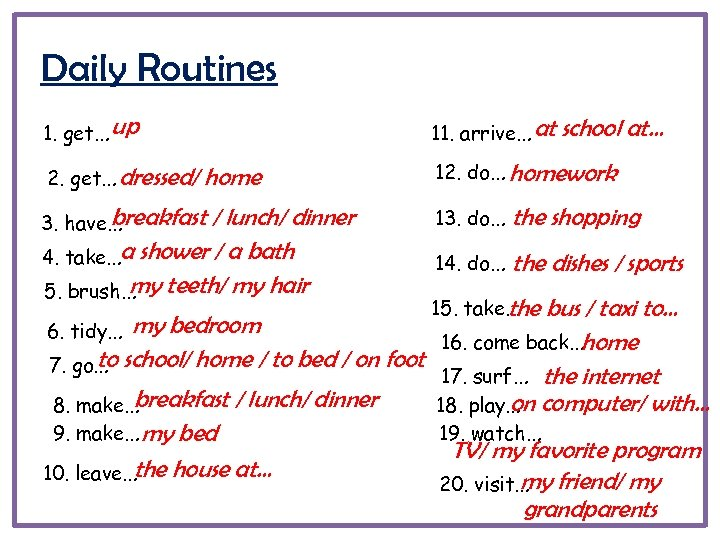 Daily Routines
1. get....up
2. get....dressed/ home
3. have....breakfast / lunch/ dinner
4. take....a shower / a bath
5. brush....my teeth/ my hair
6. tidy.... my bedroom
7. go....to school/ home / to bed / on foot
8. make....breakfast / lunch/ dinner
9. make....my bed
10. leave....the house at...
11. arrive....at school at...
12. do....homework
13. do.... the shopping
14. do.... the dishes / sports
15. take.the bus / taxi to...
16. come back...home
17. surf.... the internet
18. play....on computer/ with...
19. watch....
TV/ my favorite program
20. visit....my friend/ my
grandparents